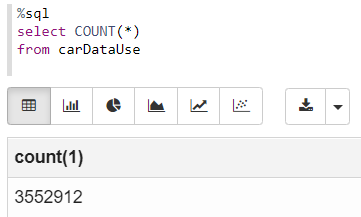 %sql
select COUNT(*)
from carDataUse
count(1)
3552912